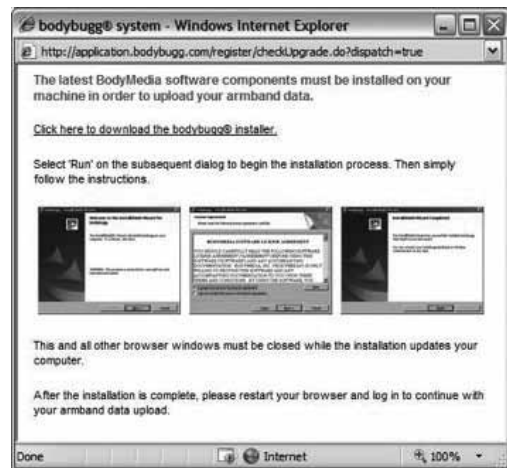 bodybugg® system - Windows Internet Explorer
http://application.bodybugg.com/register/checkUpgrade.do?dispatch=true
The latest BodyMedia software components must be installed on your
machine in order to upload your armband data.
Click here to download the bodybugg® installer.
Select 'Run' on the subsequent dialog to begin the installation process. Then simply
follow the instructions.
This and all other browser windows must be closed while the installation updates your
computer.
After the installation is complete, please restart your browser and log in to continue with
your armband data upload.
Done
Internet
100%